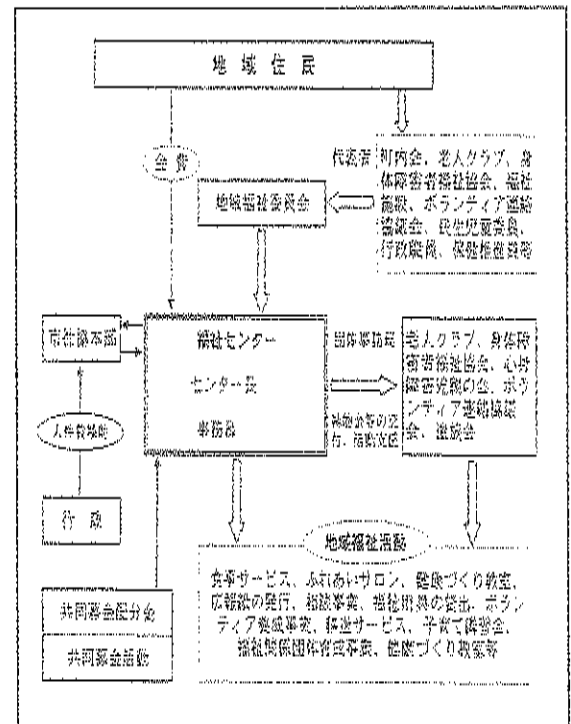 地域住民
会費
代表者
町内会、老人クラブ、身
体障害者福祉協会、福祉
施設、ボランティア連絡
協議会、民生児童委員、
行政職員、保健推進員等
地域福祉委員会
市社協本部
福祉センター
センター長
事務員
団体事務局
老人クラブ、身体障
害者福祉協会、心身
障害児親の会、ボラ
ンティア連絡協議
会、遺族会
人件費補助
行政
地域福祉活動
食事サービス、ふれあいサロン、健康づくり教室、
広報紙の発行、相談事業、福祉用具の貸出、ボラン
ティア養成事業、移送サービス、子育て講習会、
福祉関係団体育成事業、健康づくり教室等
共同募金配分金
共同募金活動